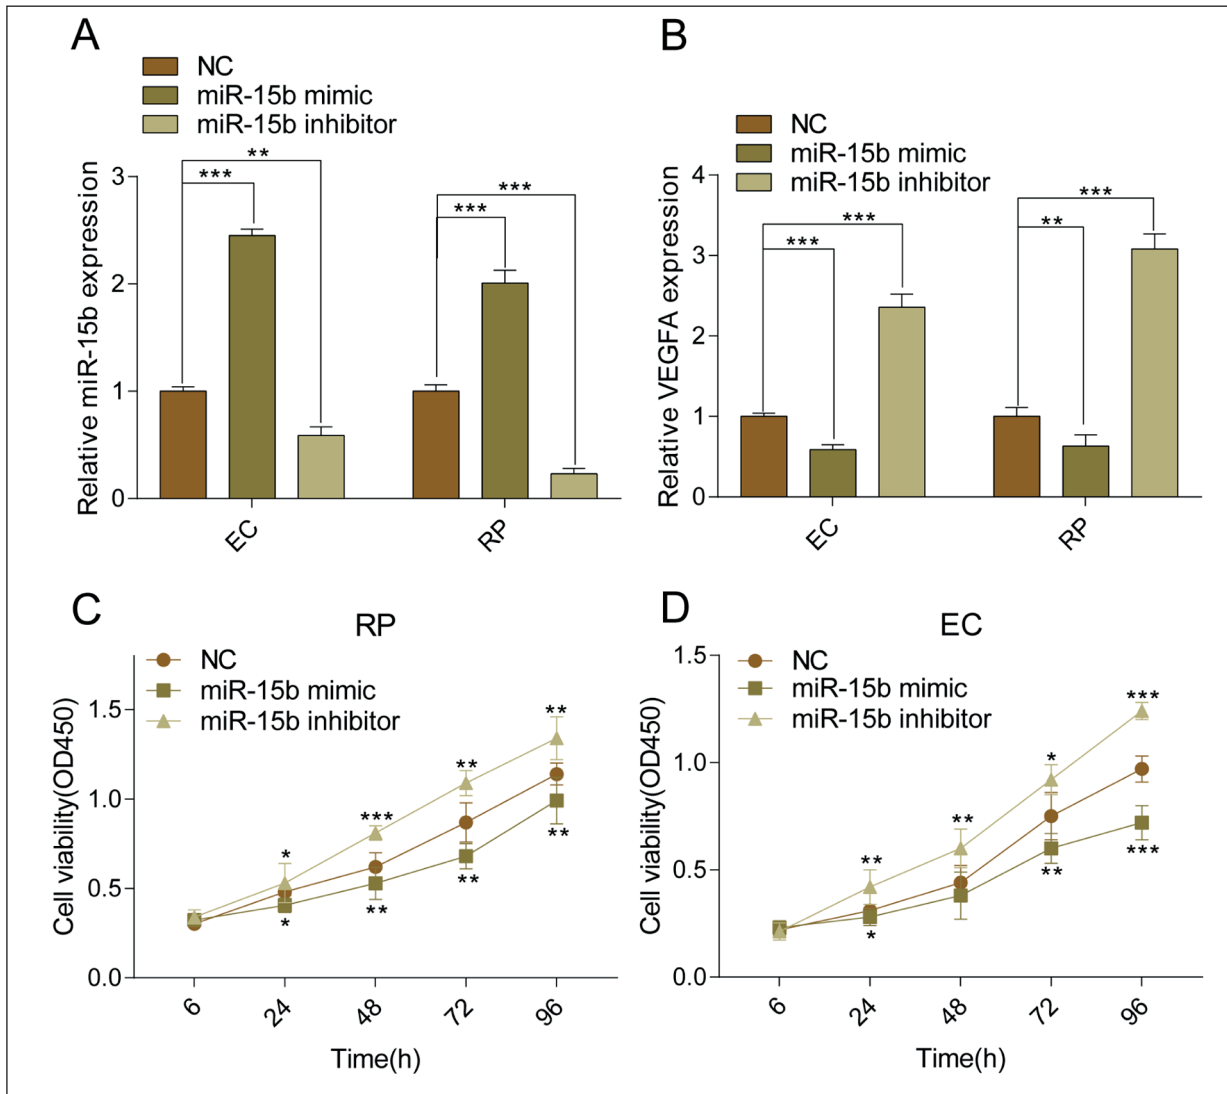 A
NC
miR-15b mimic
miR-15b inhibitor
Relative miR-15b expression
3
2
1
0
***
**
***
***
EC
RP
B
NC
miR-15b mimic
miR-15b inhibitor
Relative VEGFA expression
4
3
2
1
0
***
***
**
***
EC
RP
C
RP
NC
miR-15b mimic
miR-15b inhibitor
Cell viability(OD450)
1.5
1.0
0.5
0.0
*
***
**
**
*
**
**
**
6
24
48
72
96
Time(h)
D
EC
NC
miR-15b mimic
miR-15b inhibitor
Cell viability(OD450)
1.5
1.0
0.5
0.0
**
**
*
***
*
**
***
6
24
48
72
96
Time(h)